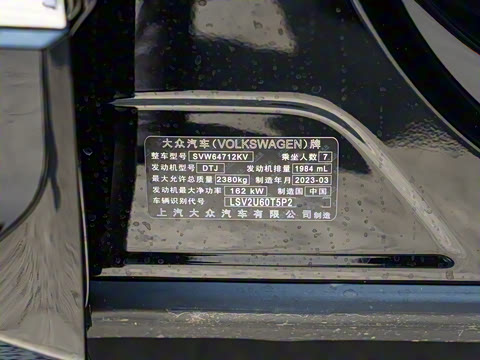 大众汽车(VOLKSWAGEN)牌
整车型号 SVW64712KV 乘坐人数 7
发动机型号 DTJ 发动机排量 1984 mL
最大允许总质量 2380kg 制造年月 2023-03
发动机最大净功率 162 kW 制造国 中国
车辆识别代号 LSV2U60T5P2
上汽大众汽车有限公司制造